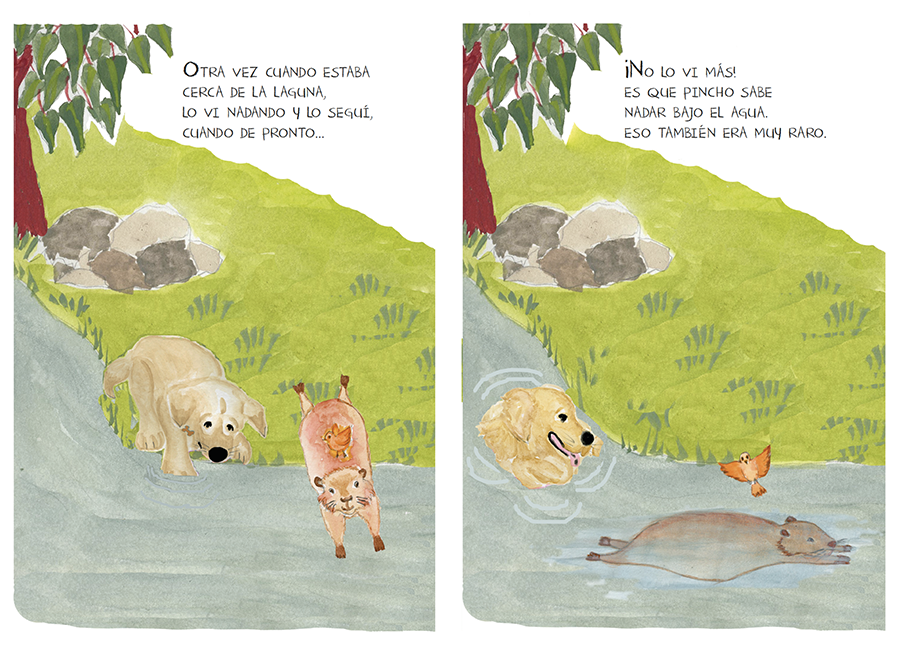 OTRA VEZ CUANDO ESTABA
CERCA DE LA LAGUNA,
LO VI NADANDO Y LO SEGUÍ,
CUANDO DE PRONTO...
¡NO LO VI MÁS!
ES QUE PINCHO SABE
NADAR BAJO EL AGUA.
ESO TAMBIÉN ERA MUY RARO.